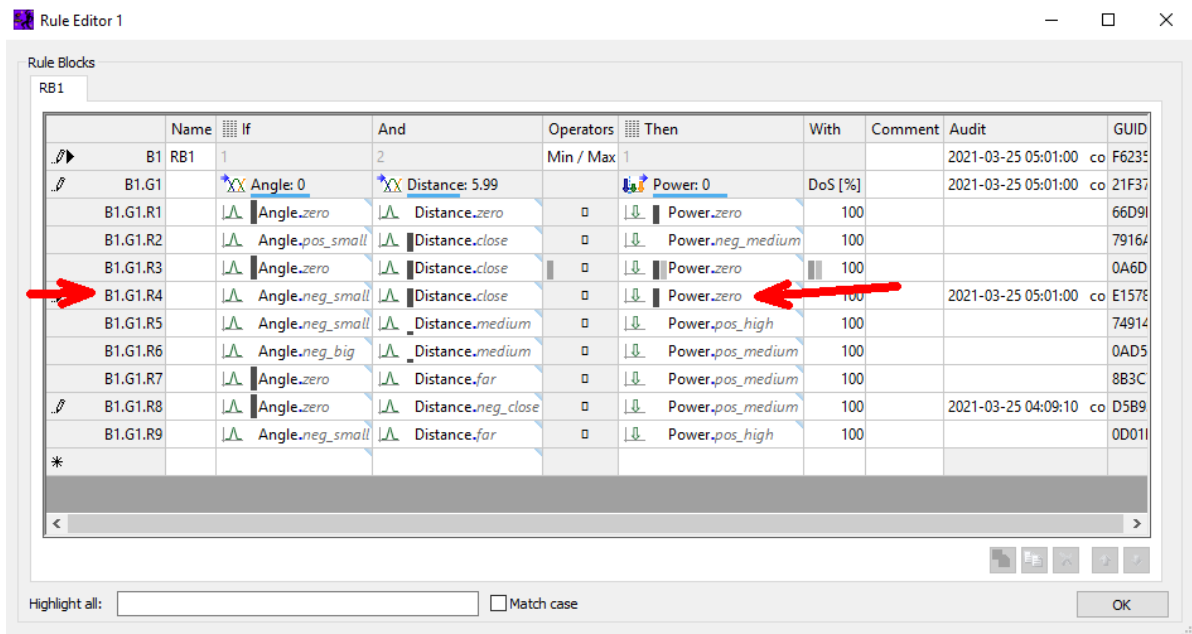 Rule Editor 1
Rule Blocks
RB1
Name If And Operators Then With Comment Audit GUID
B1 RB1 1 2 Min / Max 1 2021-03-25 05:01:00 co F6235
B1.G1 Angle: 0 Distance: 5.99 Power: 0 DoS [%] 2021-03-25 05:01:00 co 21F37
B1.G1.R1 Angle.zero Distance.zero Power.zero 100
B1.G1.R2 Angle.pos_small Distance.close Power.neg_medium 100
B1.G1.R3 Angle.zero Distance.close Power.zero 100 0A6D
B1.G1.R4 Angle.neg_small Distance.close Power.zero 100 2021-03-25 05:01:00 co E1578
B1.G1.R5 Angle.neg_small Distance.medium Power.pos_high 100 74914
B1.G1.R6 Angle.neg_big Distance.medium Power.pos_medium 100 0AD5
B1.G1.R7 Angle.zero Distance.far Power.pos_medium 100 8B3C
B1.G1.R8 Angle.zero Distance.neg_close Power.pos_medium 100 2021-03-25 04:09:10 co D5B9
B1.G1.R9 Angle.neg_small Distance.far Power.pos_high 100
Highlight all: Match case OK